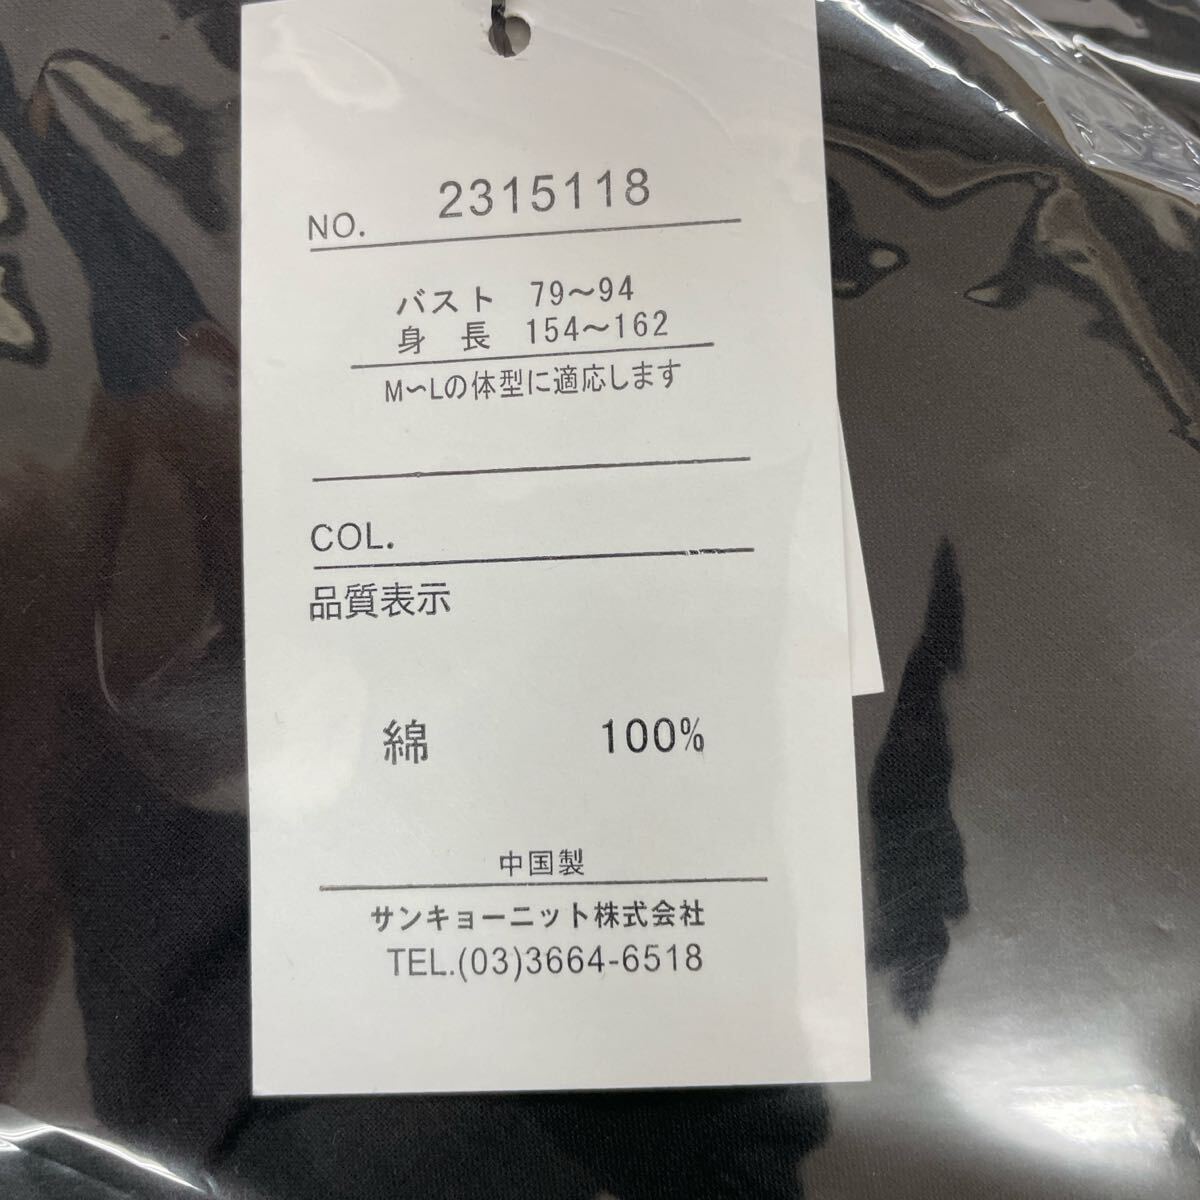 NO. 2315118
バスト 79～94
身長 154～162
M～Lの体型に適応します
COL.
品質表示
綿 100%
中国製
サンキョーニット株式会社
TEL.(03)3664-6518